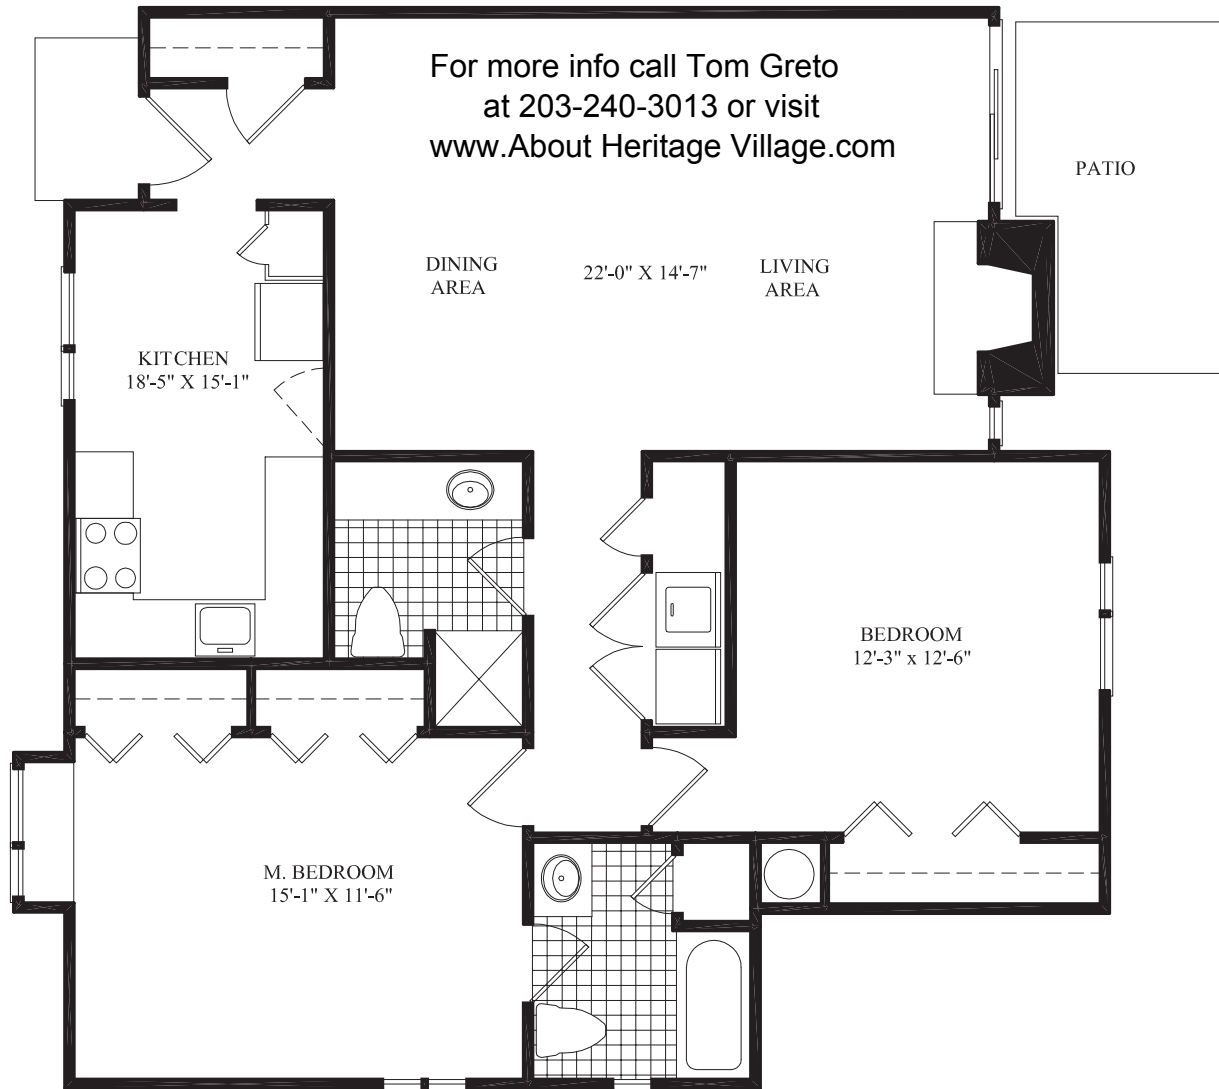 For more info call Tom Greto
at 203-240-3013 or visit
www.About Heritage Village.com
PATIO
DINING
AREA
22'-0" X 14'-7"
LIVING
AREA
KITCHEN
18'-5" X 15'-1"
BEDROOM
12'-3" x 12'-6"
M. BEDROOM
15'-1" X 11'-6"